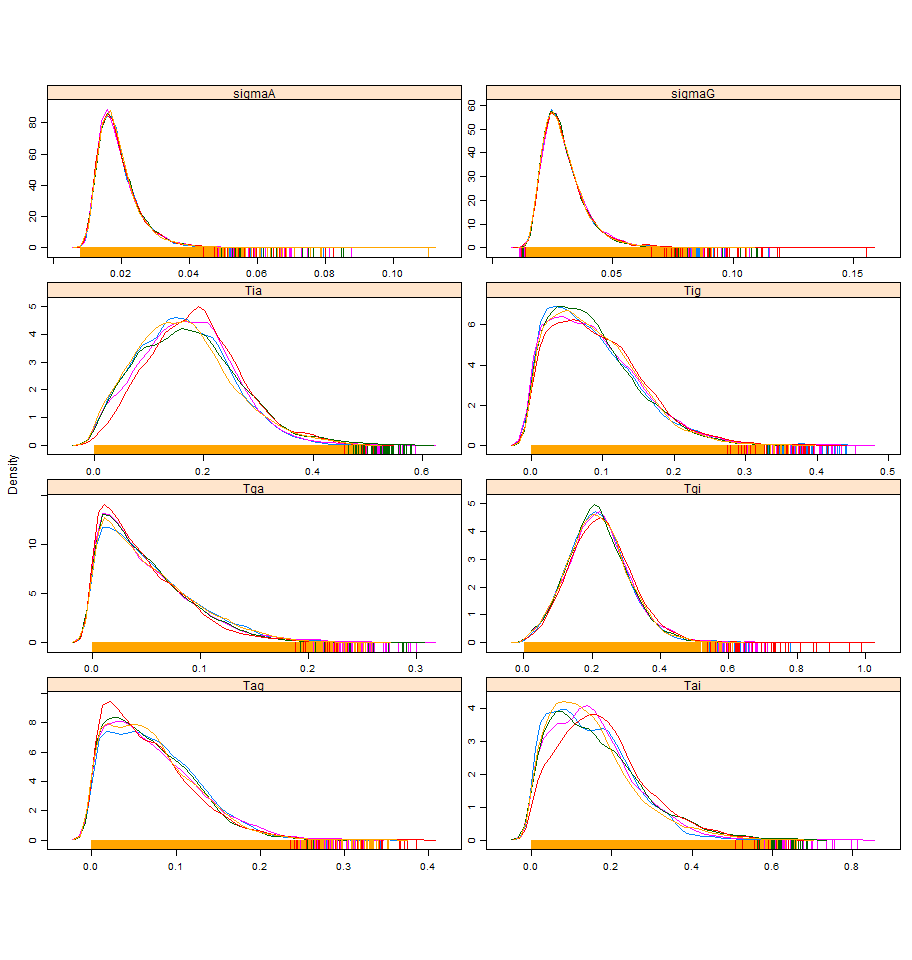 sigmaA
sigmaG
0 20 40 60 80
0 10 20 30 40 50 60
0.02 0.04 0.06 0.08 0.10
0.05 0.10 0.15
Tia
Tig
0 1 2 3 4 5
0 2 4 6
0.0 0.2 0.4 0.6
0.0 0.1 0.2 0.3 0.4 0.5
Density
Tga
Tgi
0 5 10
0 1 2 3 4 5
0.0 0.1 0.2 0.3
0.0 0.2 0.4 0.6 0.8 1.0
Tag
Tai
0 2 4 6 8
0 1 2 3 4
0.0 0.1 0.2 0.3 0.4
0.0 0.2 0.4 0.6 0.8